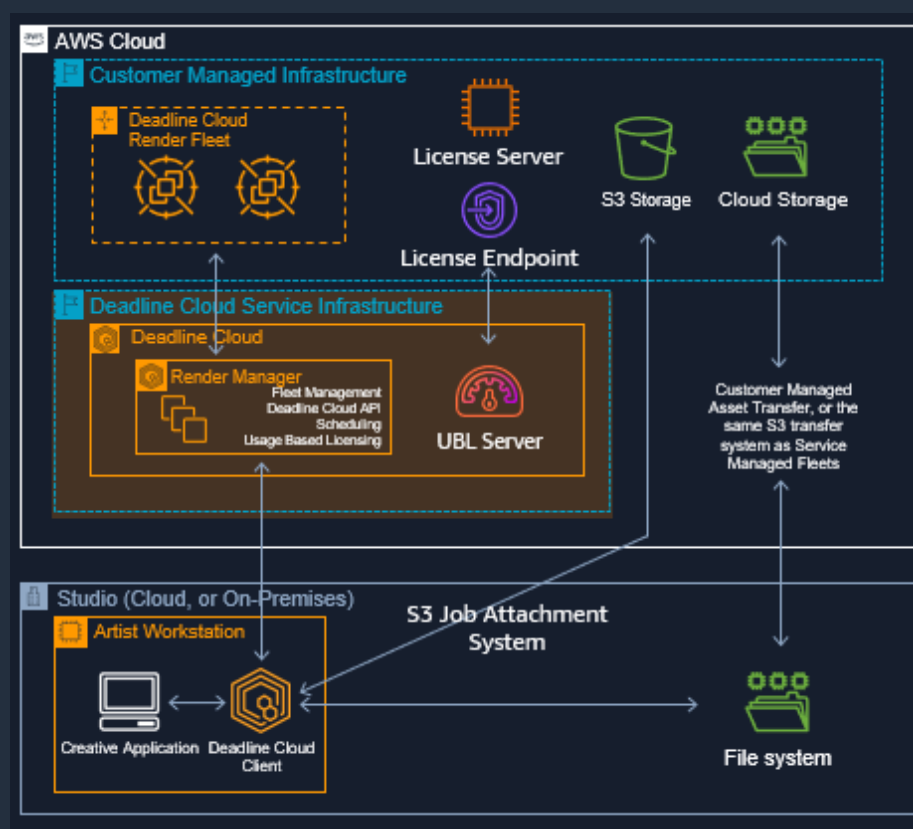 aws
AWS Cloud
Customer Managed Infrastructure
Deadline Cloud
Render Fleet
License Server
S3 Storage
Cloud Storage
License Endpoint
Deadline Cloud Service Infrastructure
Deadline Cloud
Render Manager
Fleet Management
Deadline Cloud API
Scheduling
Usage Based Licensing
UBL Server
Customer Managed
Asset Transfer, or the
same S3 transfer
system as Service
Managed Fleets
Studio (Cloud, or On-Premises)
S3 Job Attachment
System
Artist Workstation
Creative Application
Deadline Cloud
Client
File system